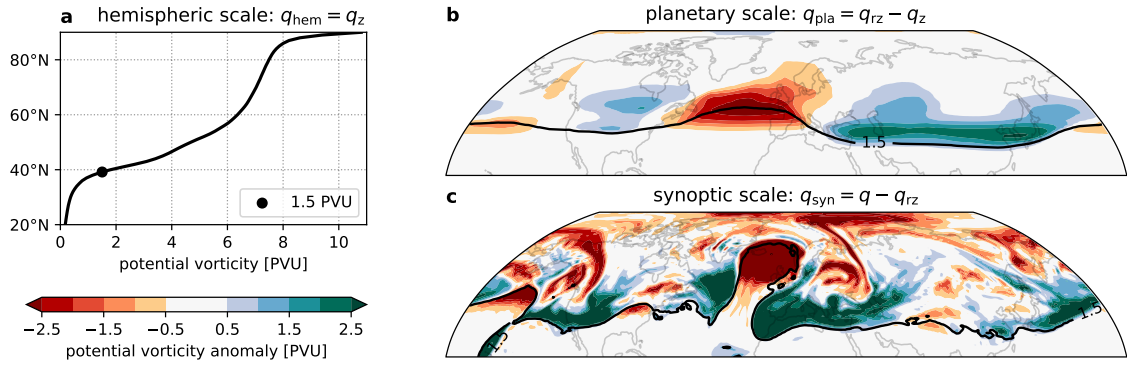 a hemispheric scale: q_hem = q_z
80°N
60°N
40°N
20°N
1.5 PVU
0 2 4 6 8 10
potential vorticity [PVU]
−2.5 −1.5 −0.5 0.5 1.5 2.5
potential vorticity anomaly [PVU]
b planetary scale: q_pla = q_rz − q_z
1.5
c synoptic scale: q_syn = q − q_rz
1.5
1.5